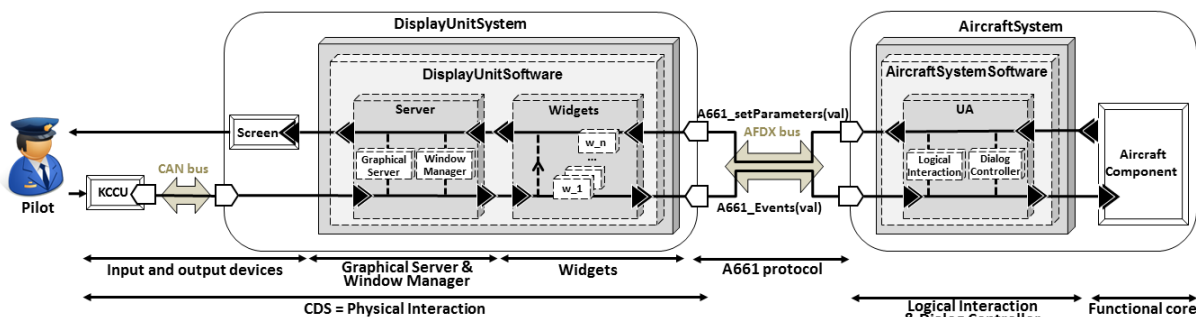 DisplayUnitSystem
AircraftSystem
DisplayUnitSoftware
AircraftSystemSoftware
Server
Widgets
UA
A661_setParameters(val)
AFDX bus
Screen
w_n
...
w_1
Graphical
Server
Window
Manager
Logical
Interaction
Dialog
Controller
Aircraft
Component
CAN bus
KCCU
Pilot
A661_Events(val)
Input and output devices
Graphical Server &
Window Manager
Widgets
A661 protocol
CDS = Physical Interaction
Logical Interaction
& Dialog Controller
Functional core